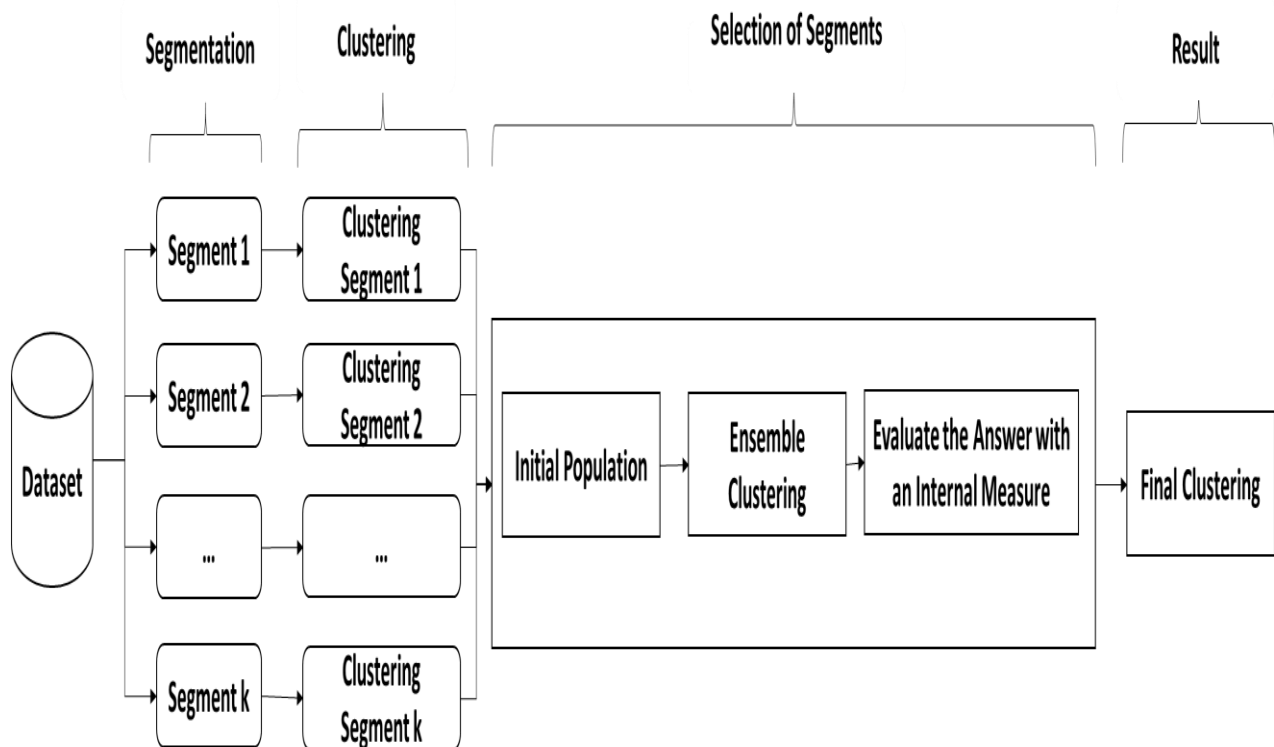 Segmentation
Clustering
Selection of Segments
Result
Dataset
Segment 1
Clustering
Segment 1
Segment 2
Clustering
Segment 2
...
...
Segment k
Clustering
Segment k
Initial Population
Ensemble
Clustering
Evaluate the Answer with
an Internal Measure
Final Clustering